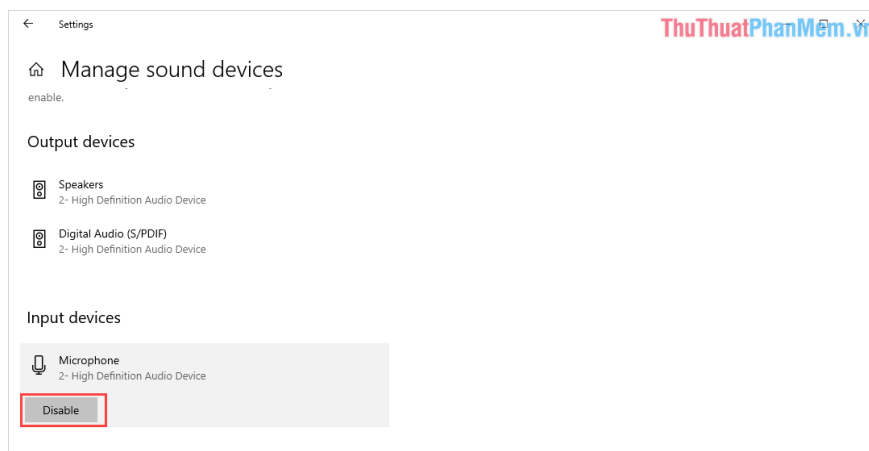 Settings
ThuThuatPhanMem.vn
Manage sound devices
enable.
Output devices
Speakers
2- High Definition Audio Device
Digital Audio (S/PDIF)
2- High Definition Audio Device
Input devices
Microphone
2- High Definition Audio Device
Disable